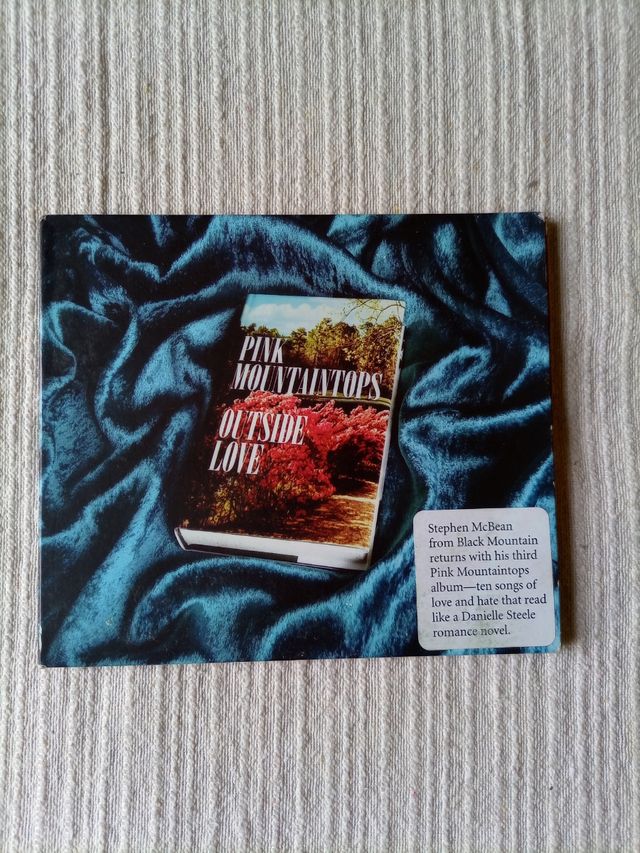 PINK
MOUNTAINTOPS
OUTSIDE
LOVE
Stephen McBean
from Black Mountain
returns with his third
Pink Mountaintops
album—ten songs of
love and hate that read
like a Danielle Steele
romance novel.